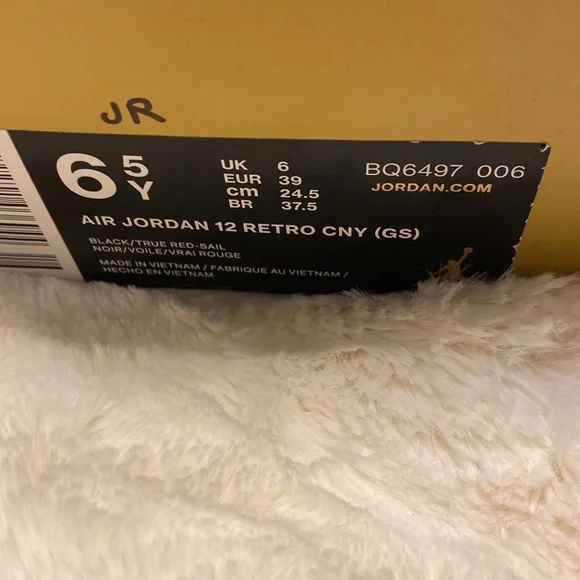 JR
6 5 Y
UK 6
EUR 39
cm 24.5
BR 37.5
BQ6497 006
JORDAN.COM
AIR JORDAN 12 RETRO CNY (GS)
BLACK/TRUE RED-SAIL
NOIR/VOILE/VRAI ROUGE
MADE IN VIETNAM / FABRIQUE AU VIETNAM /
HECHO EN VIETNAM